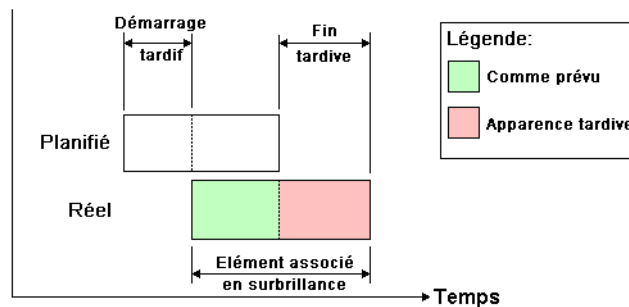 Démarrage
tardif
Fin
tardive
Légende:
Comme prévu
Apparence tardive
Planifié
Réel
Elément associé
en surbrillance
Temps